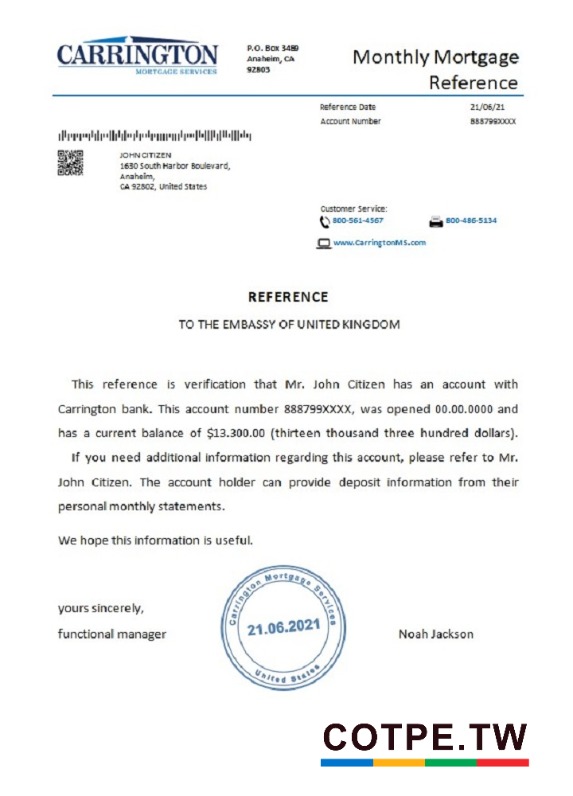 CARRINGTON
MORTGAGE SERVICES
P.O. Box 3489
Anaheim, CA
92803
Monthly Mortgage
Reference
Reference Date 21/06/21
Account Number 888799XXXX
JOHN CITIZEN
1630 South Harbor Boulevard,
Anaheim,
CA 92802, United States
Customer Service:
800-561-4567 800-486-5134
www.CarringtonMS.com
REFERENCE
TO THE EMBASSY OF UNITED KINGDOM
This reference is verification that Mr. John Citizen has an account with
Carrington bank. This account number 888799XXXX, was opened 00.00.0000 and
has a current balance of $13.300.00 (thirteen thousand three hundred dollars).
If you need additional information regarding this account, please refer to Mr.
John Citizen. The account holder can provide deposit information from their
personal monthly statements.
We hope this information is useful.
yours sincerely,
functional manager
Carrington Mortgage Services
21.06.2021
United States
Noah Jackson
COTPE.TW